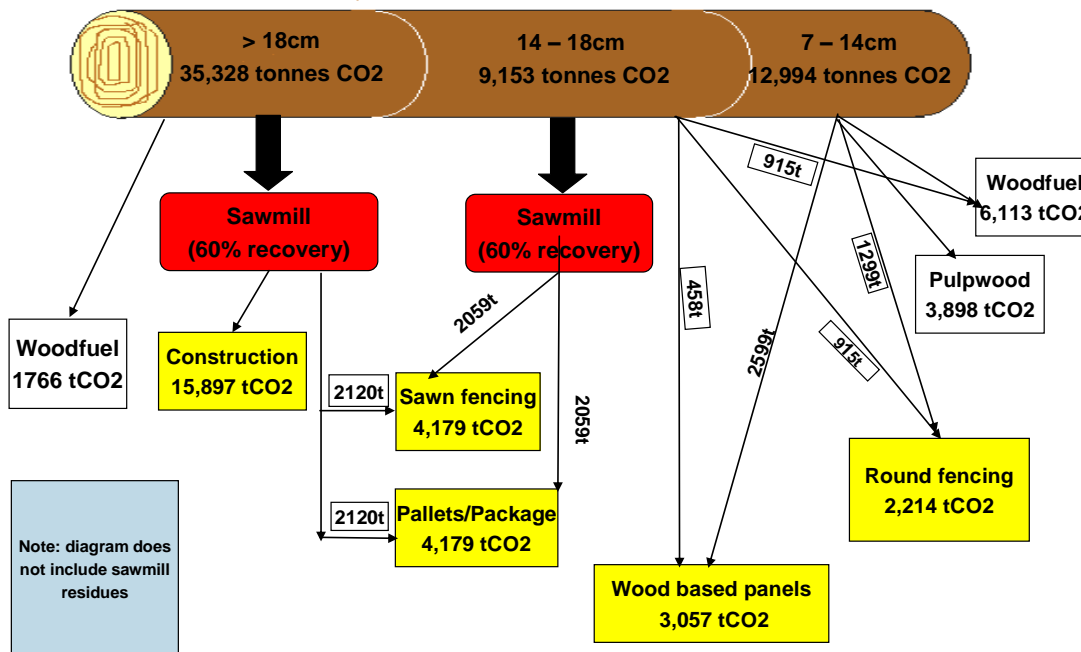 > 18cm
35,328 tonnes CO2
14 – 18cm
9,153 tonnes CO2
7 – 14cm
12,994 tonnes CO2
Sawmill
(60% recovery)
Sawmill
(60% recovery)
915t
Woodfuel
6,113 tCO2
1299t
Pulpwood
3,898 tCO2
458t
2059t
2599t
915t
Woodfuel
1766 tCO2
Construction
15,897 tCO2
2120t
Sawn fencing
4,179 tCO2
2059t
Round fencing
2,214 tCO2
2120t
Pallets/Package
4,179 tCO2
Note: diagram does
not include sawmill
residues
Wood based panels
3,057 tCO2